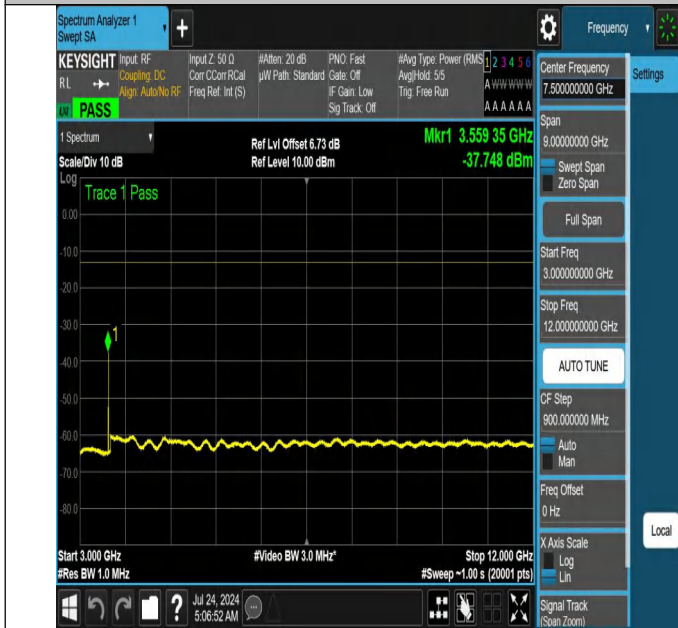 Spectrum Analyzer 1
Swept SA
+
Frequency
KEYSIGHT
RL
PASS
Input: RF
Coupling: DC
Align: Auto/No RF
Input Z: 50 Ω
Corr CCorr RCal
Freq Ref: Int (S)
#Atten: 20 dB
µW Path: Standard
PNO: Fast
Gate: Off
IF Gain: Low
Sig Track: Off
#Avg Type: Power (RMS
Avg|Hold: 5/5
Trig: Free Run
1 2 3 4 5 6
A W W W W W
A A A A A A
1 Spectrum
Scale/Div 10 dB
Ref Lvl Offset 6.73 dB
Ref Level 10.00 dBm
Mkr1 3.559 35 GHz
-37.748 dBm
Log
Trace 1 Pass
0.00
-10.0
-20.0
-30.0
-40.0
-50.0
-60.0
-70.0
-80.0
1
Start 3.000 GHz
#Res BW 1.0 MHz
#Video BW 3.0 MHz*
Stop 12.000 GHz
#Sweep ~1.00 s (20001 pts)
?
Jul 24, 2024
5:06:52 AM
Center Frequency
7.500000000 GHz
Settings
Span
9.00000000 GHz
Swept Span
Zero Span
Full Span
Start Freq
3.000000000 GHz
Stop Freq
12.000000000 GHz
AUTO TUNE
CF Step
900.000000 MHz
Auto
Man
Freq Offset
0 Hz
Local
X Axis Scale
Log
Lin
Signal Track
(Span Zoom)